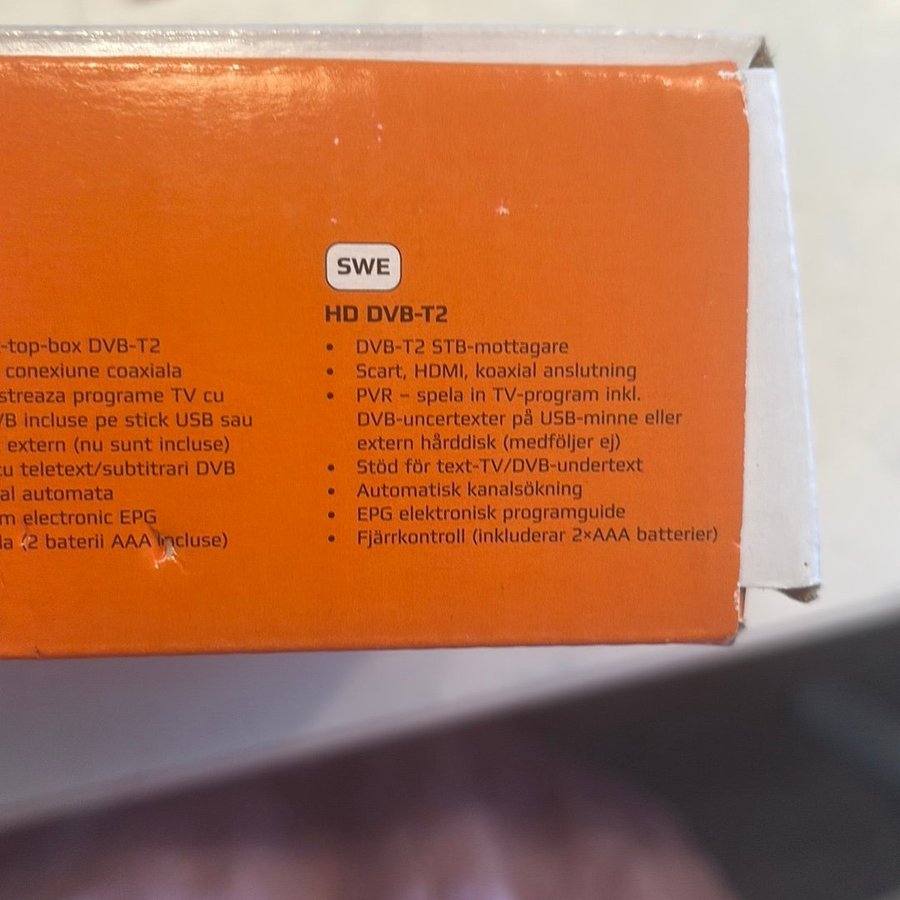 -top-box DVB-T2
conexiune coaxiala
streaza programe TV cu
VB incluse pe stick USB sau
extern (nu sunt incluse)
cu teletext/subtitrari DVB
al automata
m electronic EPG
la (2 baterii AAA incluse)
SWE
HD DVB-T2
• DVB-T2 STB-mottagare
• Scart, HDMI, koaxial anslutning
• PVR – spela in TV-program inkl.
DVB-uncertexter på USB-minne eller
extern hårddisk (medföljer ej)
• Stöd för text-TV/DVB-undertext
• Automatisk kanalsökning
• EPG elektronisk programguide
• Fjärrkontroll (inkluderar 2×AAA batterier)